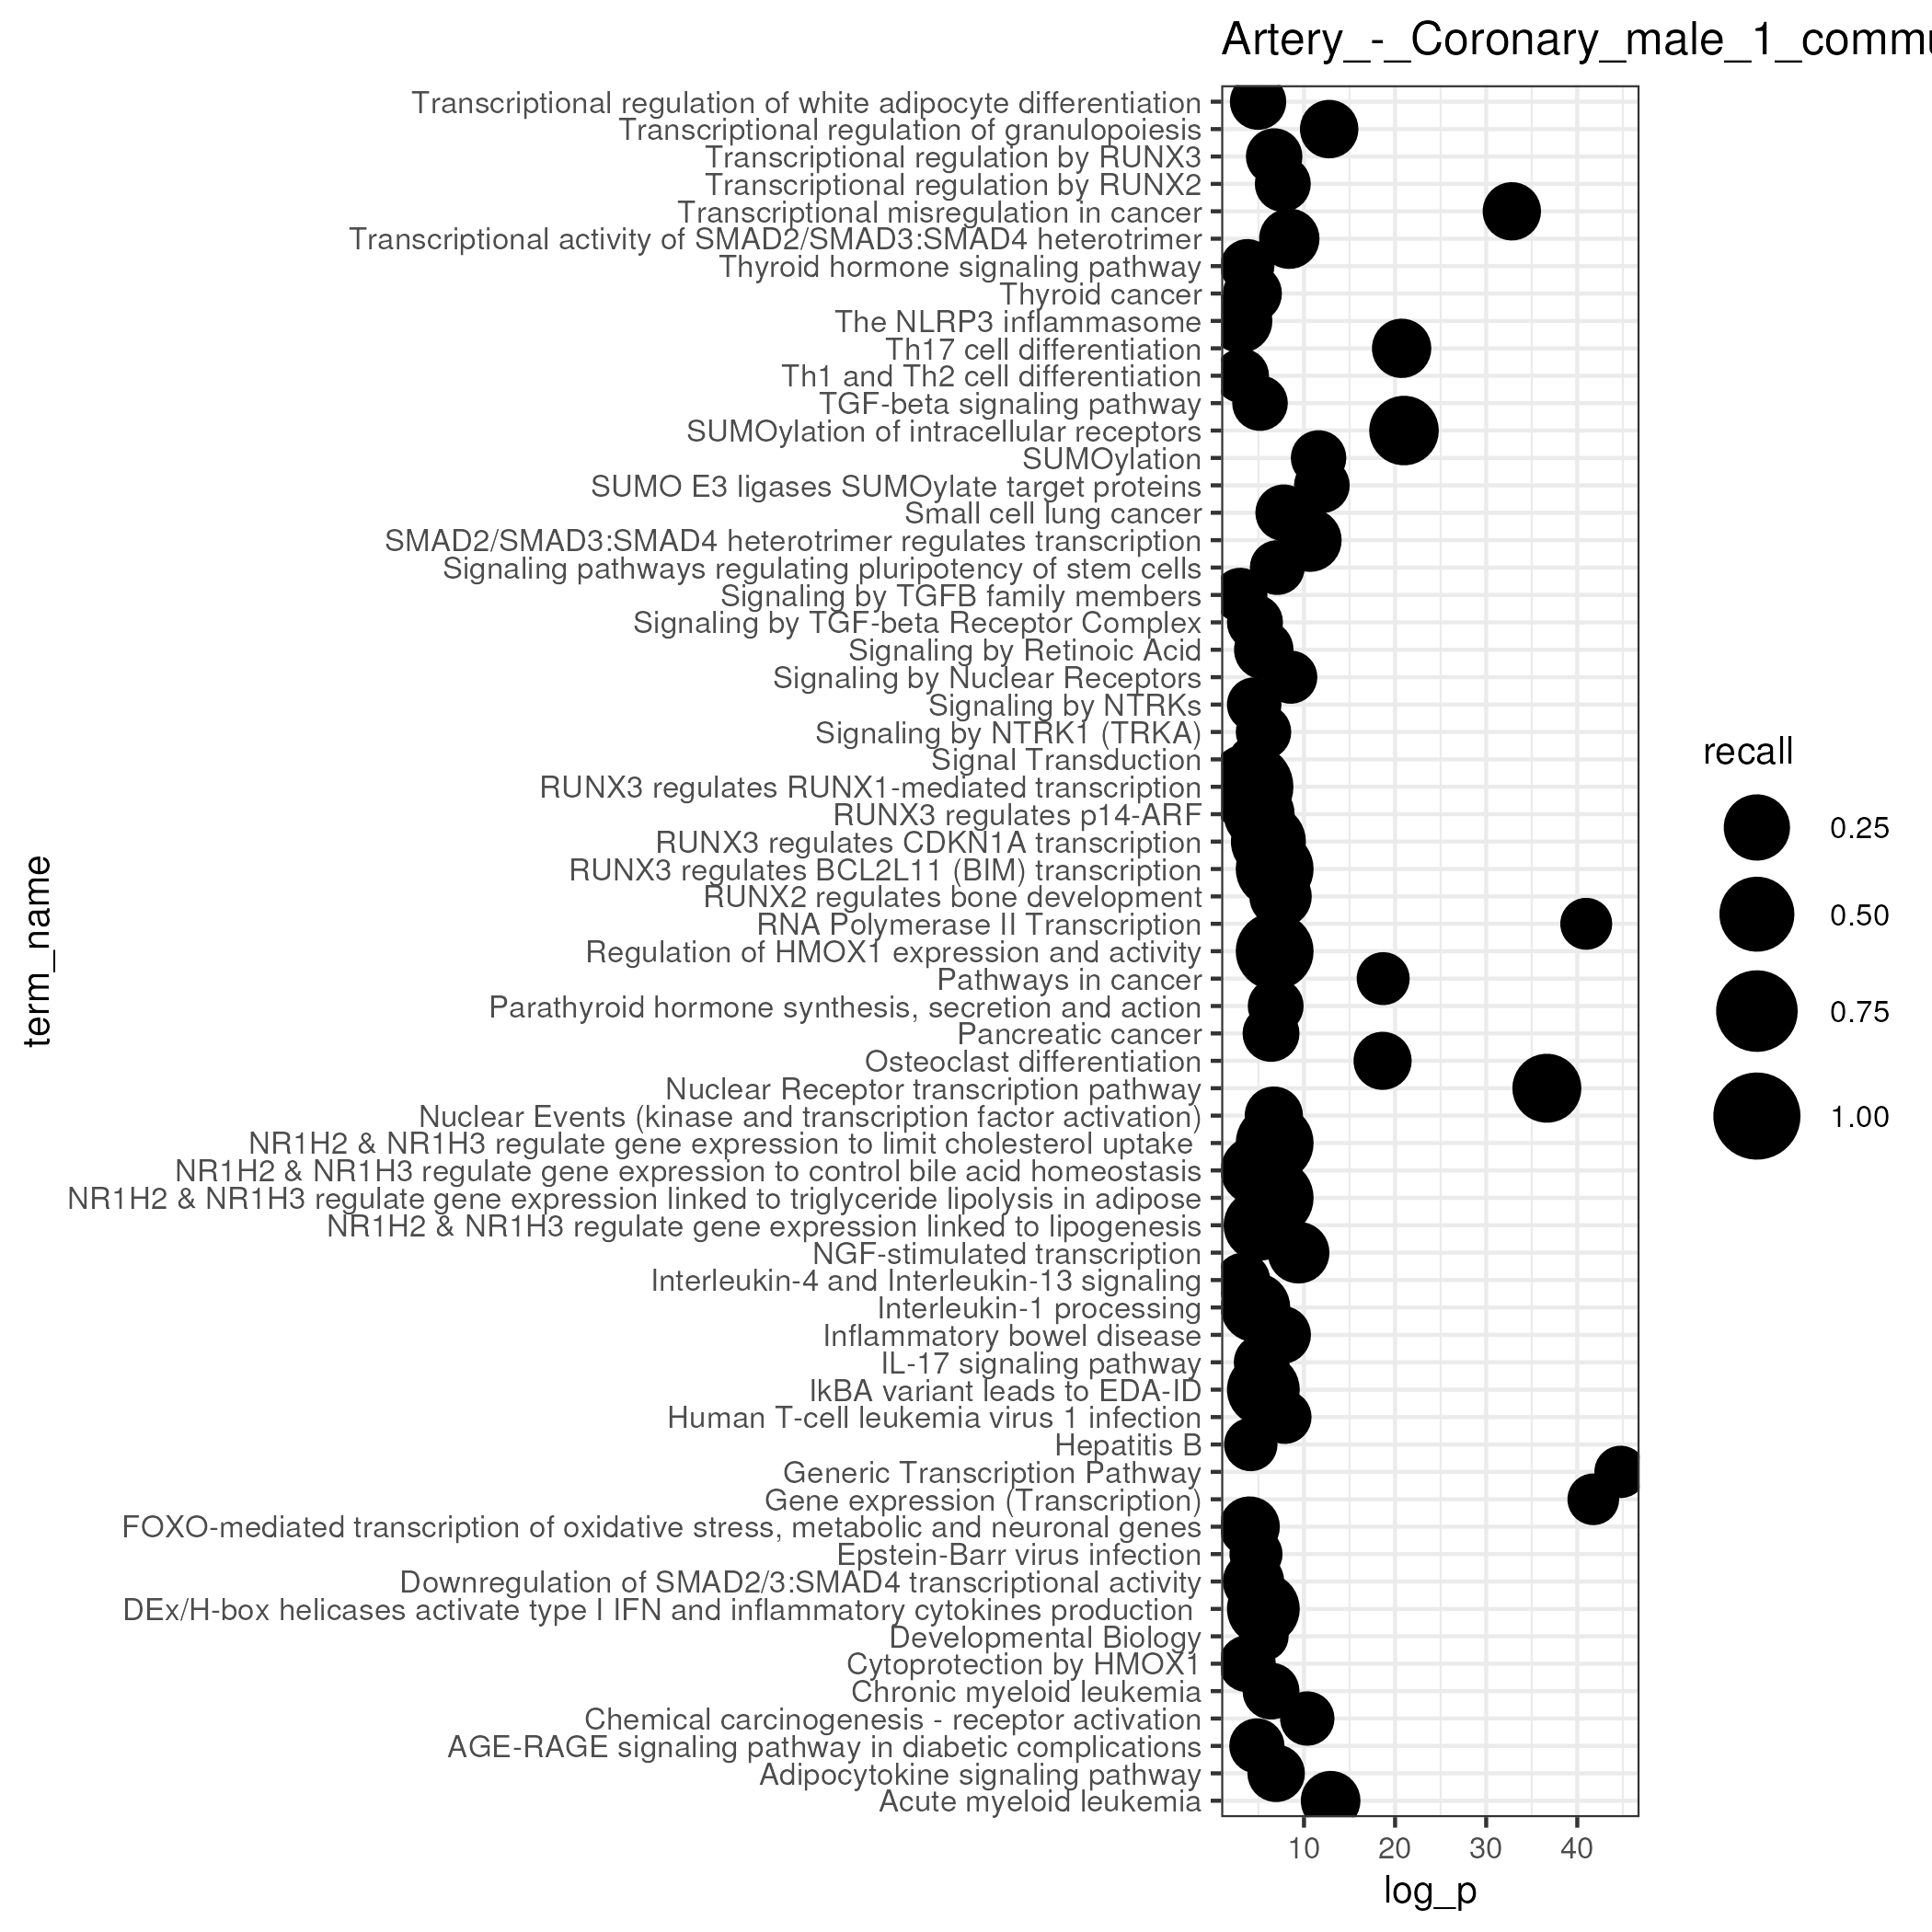 Artery_-_Coronary_male_1_commu
Transcriptional regulation of white adipocyte differentiation
Transcriptional regulation of granulopoiesis
Transcriptional regulation by RUNX3
Transcriptional regulation by RUNX2
Transcriptional misregulation in cancer
Transcriptional activity of SMAD2/SMAD3:SMAD4 heterotrimer
Thyroid hormone signaling pathway
Thyroid cancer
The NLRP3 inflammasome
Th17 cell differentiation
Th1 and Th2 cell differentiation
TGF-beta signaling pathway
SUMOylation of intracellular receptors
SUMOylation
SUMO E3 ligases SUMOylate target proteins
Small cell lung cancer
SMAD2/SMAD3:SMAD4 heterotrimer regulates transcription
Signaling pathways regulating pluripotency of stem cells
Signaling by TGFB family members
Signaling by TGF-beta Receptor Complex
Signaling by Retinoic Acid
Signaling by Nuclear Receptors
Signaling by NTRKs
Signaling by NTRK1 (TRKA)
Signal Transduction
RUNX3 regulates RUNX1-mediated transcription
RUNX3 regulates p14-ARF
RUNX3 regulates CDKN1A transcription
RUNX3 regulates BCL2L11 (BIM) transcription
RUNX2 regulates bone development
RNA Polymerase II Transcription
Regulation of HMOX1 expression and activity
Pathways in cancer
Parathyroid hormone synthesis, secretion and action
Pancreatic cancer
Osteoclast differentiation
Nuclear Receptor transcription pathway
Nuclear Events (kinase and transcription factor activation)
NR1H2 & NR1H3 regulate gene expression to limit cholesterol uptake
NR1H2 & NR1H3 regulate gene expression to control bile acid homeostasis
NR1H2 & NR1H3 regulate gene expression linked to triglyceride lipolysis in adipose
NR1H2 & NR1H3 regulate gene expression linked to lipogenesis
NGF-stimulated transcription
Interleukin-4 and Interleukin-13 signaling
Interleukin-1 processing
Inflammatory bowel disease
IL-17 signaling pathway
IkBA variant leads to EDA-ID
Human T-cell leukemia virus 1 infection
Hepatitis B
Generic Transcription Pathway
Gene expression (Transcription)
FOXO-mediated transcription of oxidative stress, metabolic and neuronal genes
Epstein-Barr virus infection
Downregulation of SMAD2/3:SMAD4 transcriptional activity
DEx/H-box helicases activate type I IFN and inflammatory cytokines production
Developmental Biology
Cytoprotection by HMOX1
Chronic myeloid leukemia
Chemical carcinogenesis - receptor activation
AGE-RAGE signaling pathway in diabetic complications
Adipocytokine signaling pathway
Acute myeloid leukemia
term_name
10 20 30 40
log_p
recall
0.25
0.50
0.75
1.00